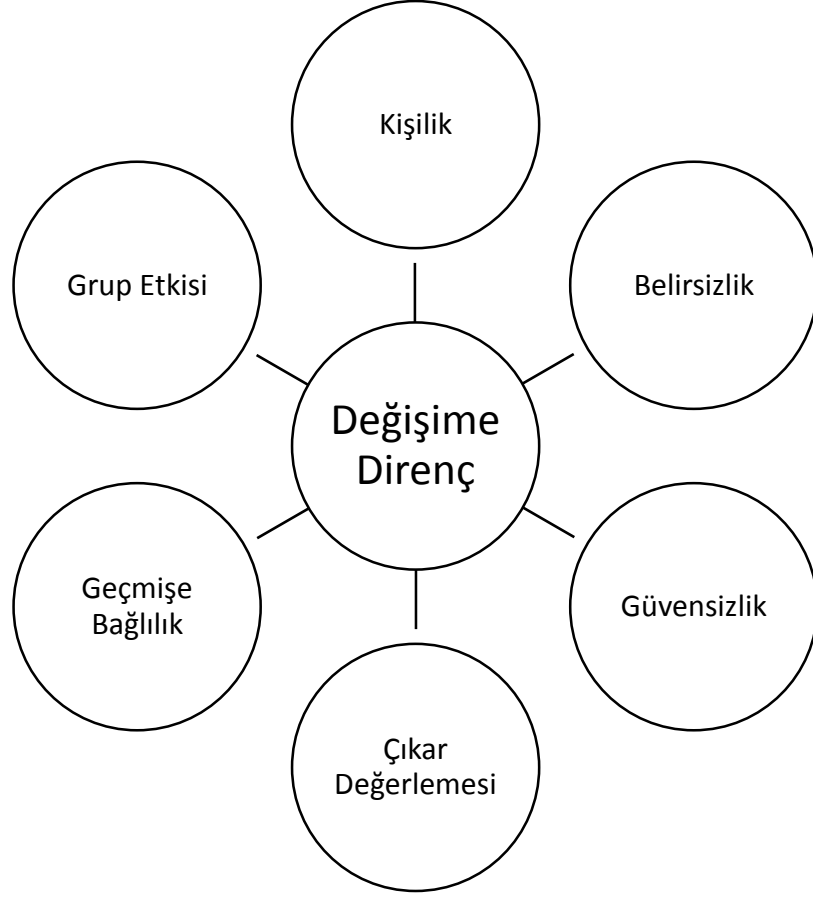 Kişilik
Grup Etkisi
Belirsizlik
Değişime
Direnç
Geçmişe
Bağlılık
Güvensizlik
Çıkar
Değerlemesi